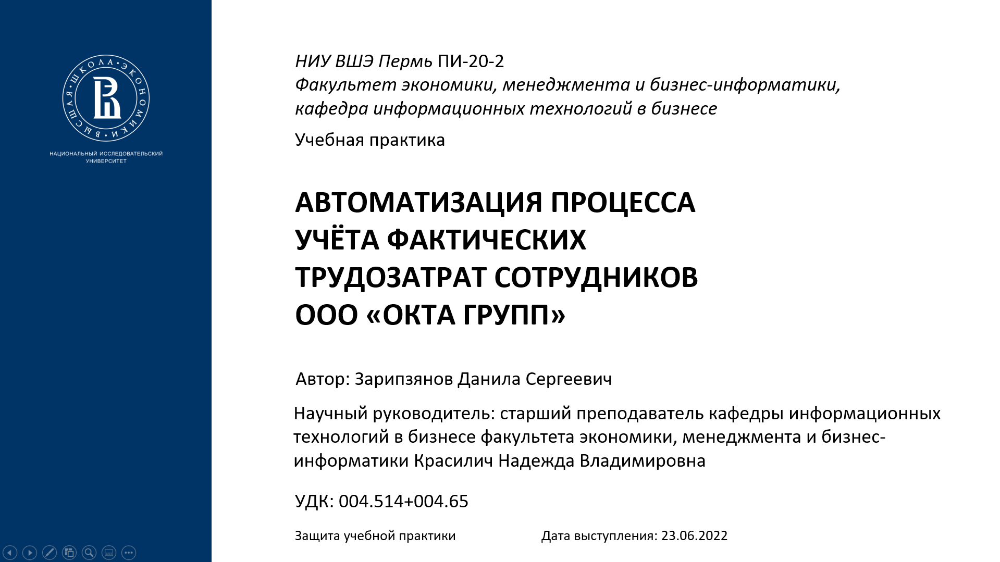 ВЫСШАЯ • ШКОЛА • ЭКОНОМИКИ •
НАЦИОНАЛЬНЫЙ ИССЛЕДОВАТЕЛЬСКИЙ
УНИВЕРСИТЕТ
НИУ ВШЭ Пермь ПИ-20-2
Факультет экономики, менеджмента и бизнес-информатики,
кафедра информационных технологий в бизнесе
Учебная практика
АВТОМАТИЗАЦИЯ ПРОЦЕССА
УЧЁТА ФАКТИЧЕСКИХ
ТРУДОЗАТРАТ СОТРУДНИКОВ
ООО «ОКТА ГРУПП»
Автор: Зарипзянов Данила Сергеевич
Научный руководитель: старший преподаватель кафедры информационных
технологий в бизнесе факультета экономики, менеджмента и бизнес-
информатики Красилич Надежда Владимировна
УДК: 004.514+004.65
Защита учебной практики Дата выступления: 23.06.2022